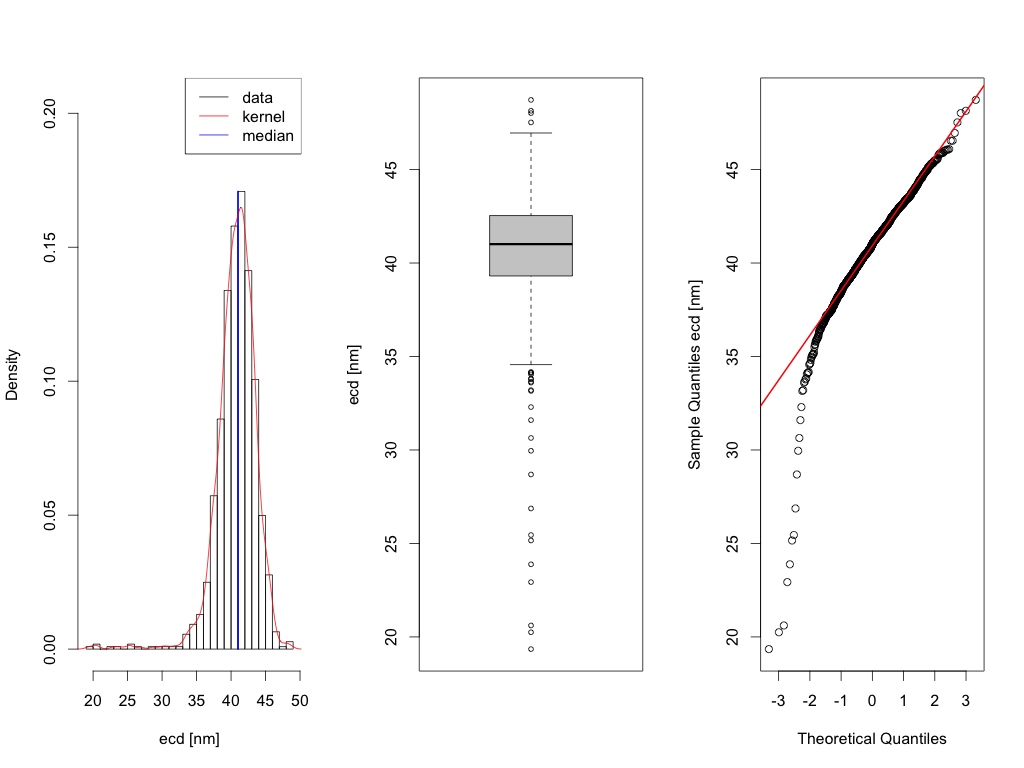 data
kernel
median
0.20
0.15
0.10
0.05
0.00
Density
20 25 30 35 40 45 50
ecd [nm]
45
40
35
30
25
20
ecd [nm]
45
40
35
30
25
20
Sample Quantiles ecd [nm]
-3 -2 -1 0 1 2 3
Theoretical Quantiles